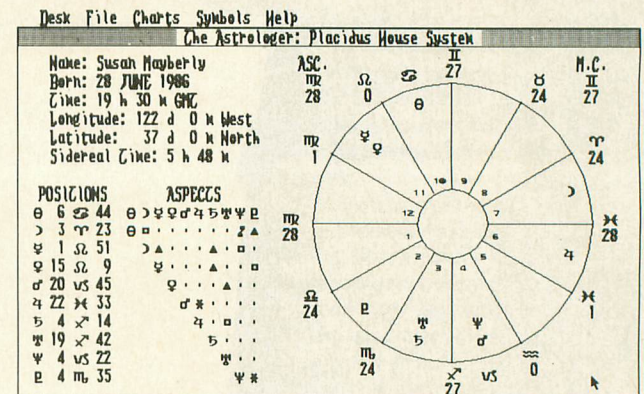 Desk File Charts Symbols Help
The Astrologer: Placidus House System
Name: Susan Mayberly
Born: 28 JUNE 1986
Time: 19 h 30 m GMT
Longitude: 122 d 0 m West
Latitude: 37 d 0 m North
Sidereal Time: 5 h 48 m
POSITIONS
☉ 6 ♋ 44
☽ 3 ♈ 23
☿ 1 ♌ 51
♀ 15 ♌ 9
♂ 20 ♑ 45
♃ 22 ♓ 33
♄ 4 ♐ 14
♅ 19 ♐ 42
♆ 4 ♑ 22
♇ 4 ♏ 35
ASPECTS
☉ ☽ ☿ ♀ ♂ ♃ ♄ ♅ ♆ ♇
ASC.
♍
28
♌
0
♋
♊
27
♉
24
M.C.
♊
27
♍
1
♈
24
♍
28
♓
28
♎
24
♓
1
♏
24
♐
27
♑
♒
0
☉
☿
♀
☽
♃
♇
♅
♄
♆
♂
10
9
11
8
12
7
1
6
2
5
3
4